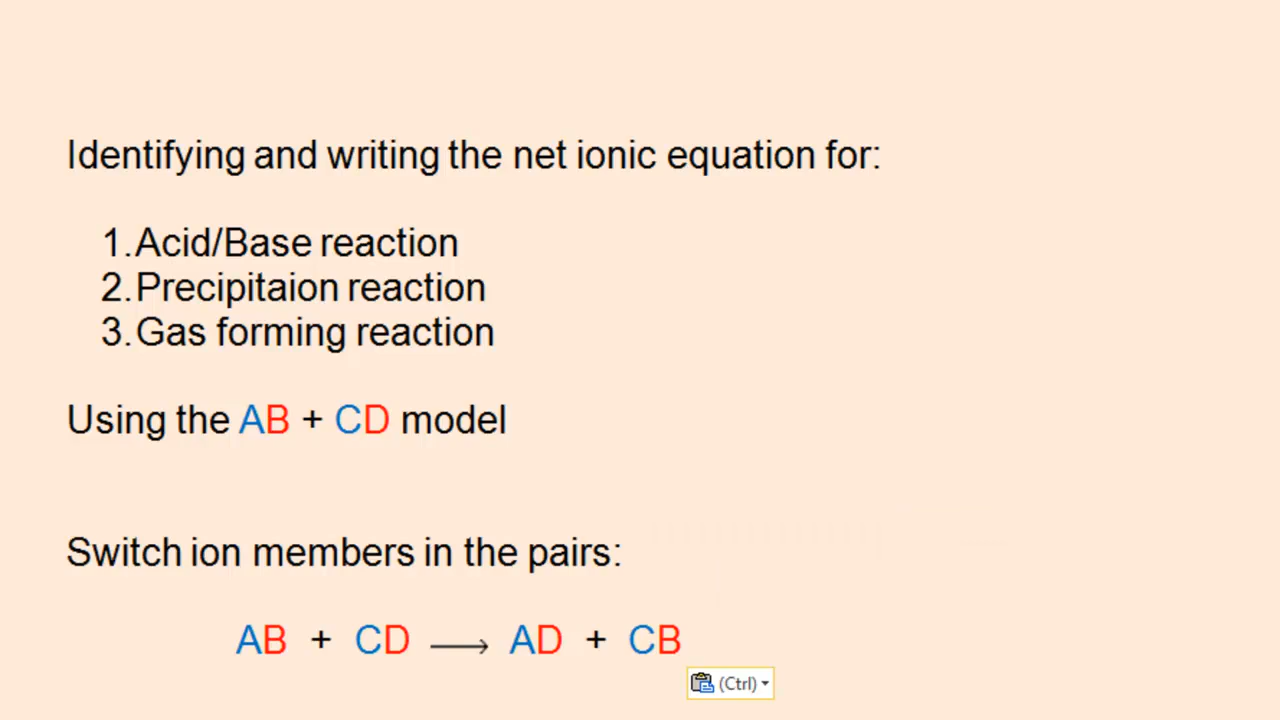 Identifying and writing the net ionic equation for:
1. Acid/Base reaction
2. Precipitaion reaction
3. Gas forming reaction
Using the AB + CD model
Switch ion members in the pairs:
AB + CD ⟶ AD + CB
(Ctrl)